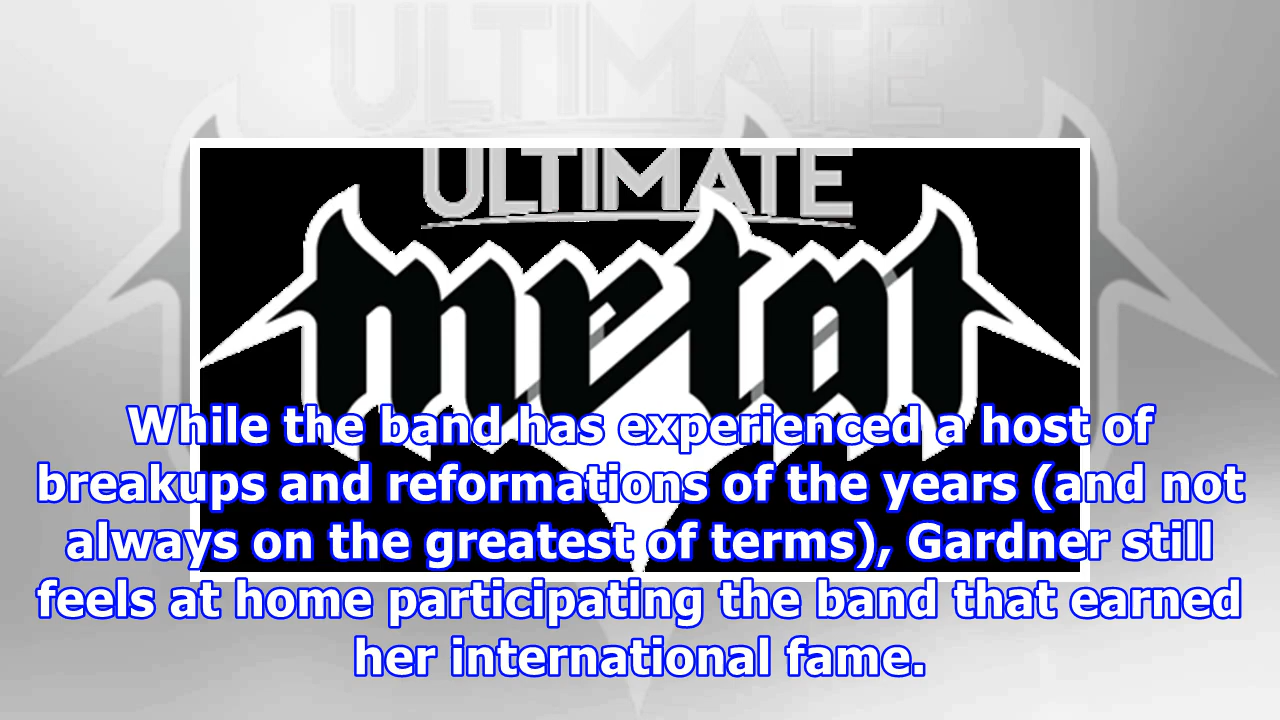 ULTIMATE
ULTIMATE
metal
While the band has experienced a host of
breakups and reformations of the years (and not
always on the greatest of terms), Gardner still
feels at home participating the band that earned
her international fame.